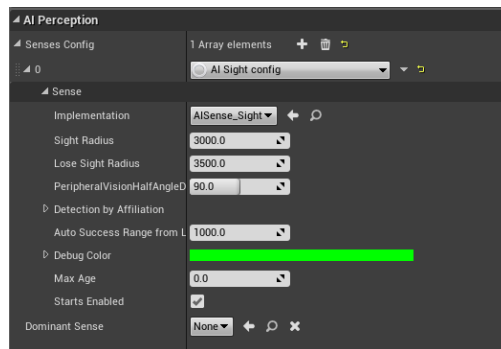 AI Perception
Senses Config 1 Array elements
0 AI Sight config
Sense
Implementation AISense_Sight
Sight Radius 3000.0
Lose Sight Radius 3500.0
PeripheralVisionHalfAngleD 90.0
Detection by Affiliation
Auto Success Range from L 1000.0
Debug Color
Max Age 0.0
Starts Enabled
Dominant Sense None